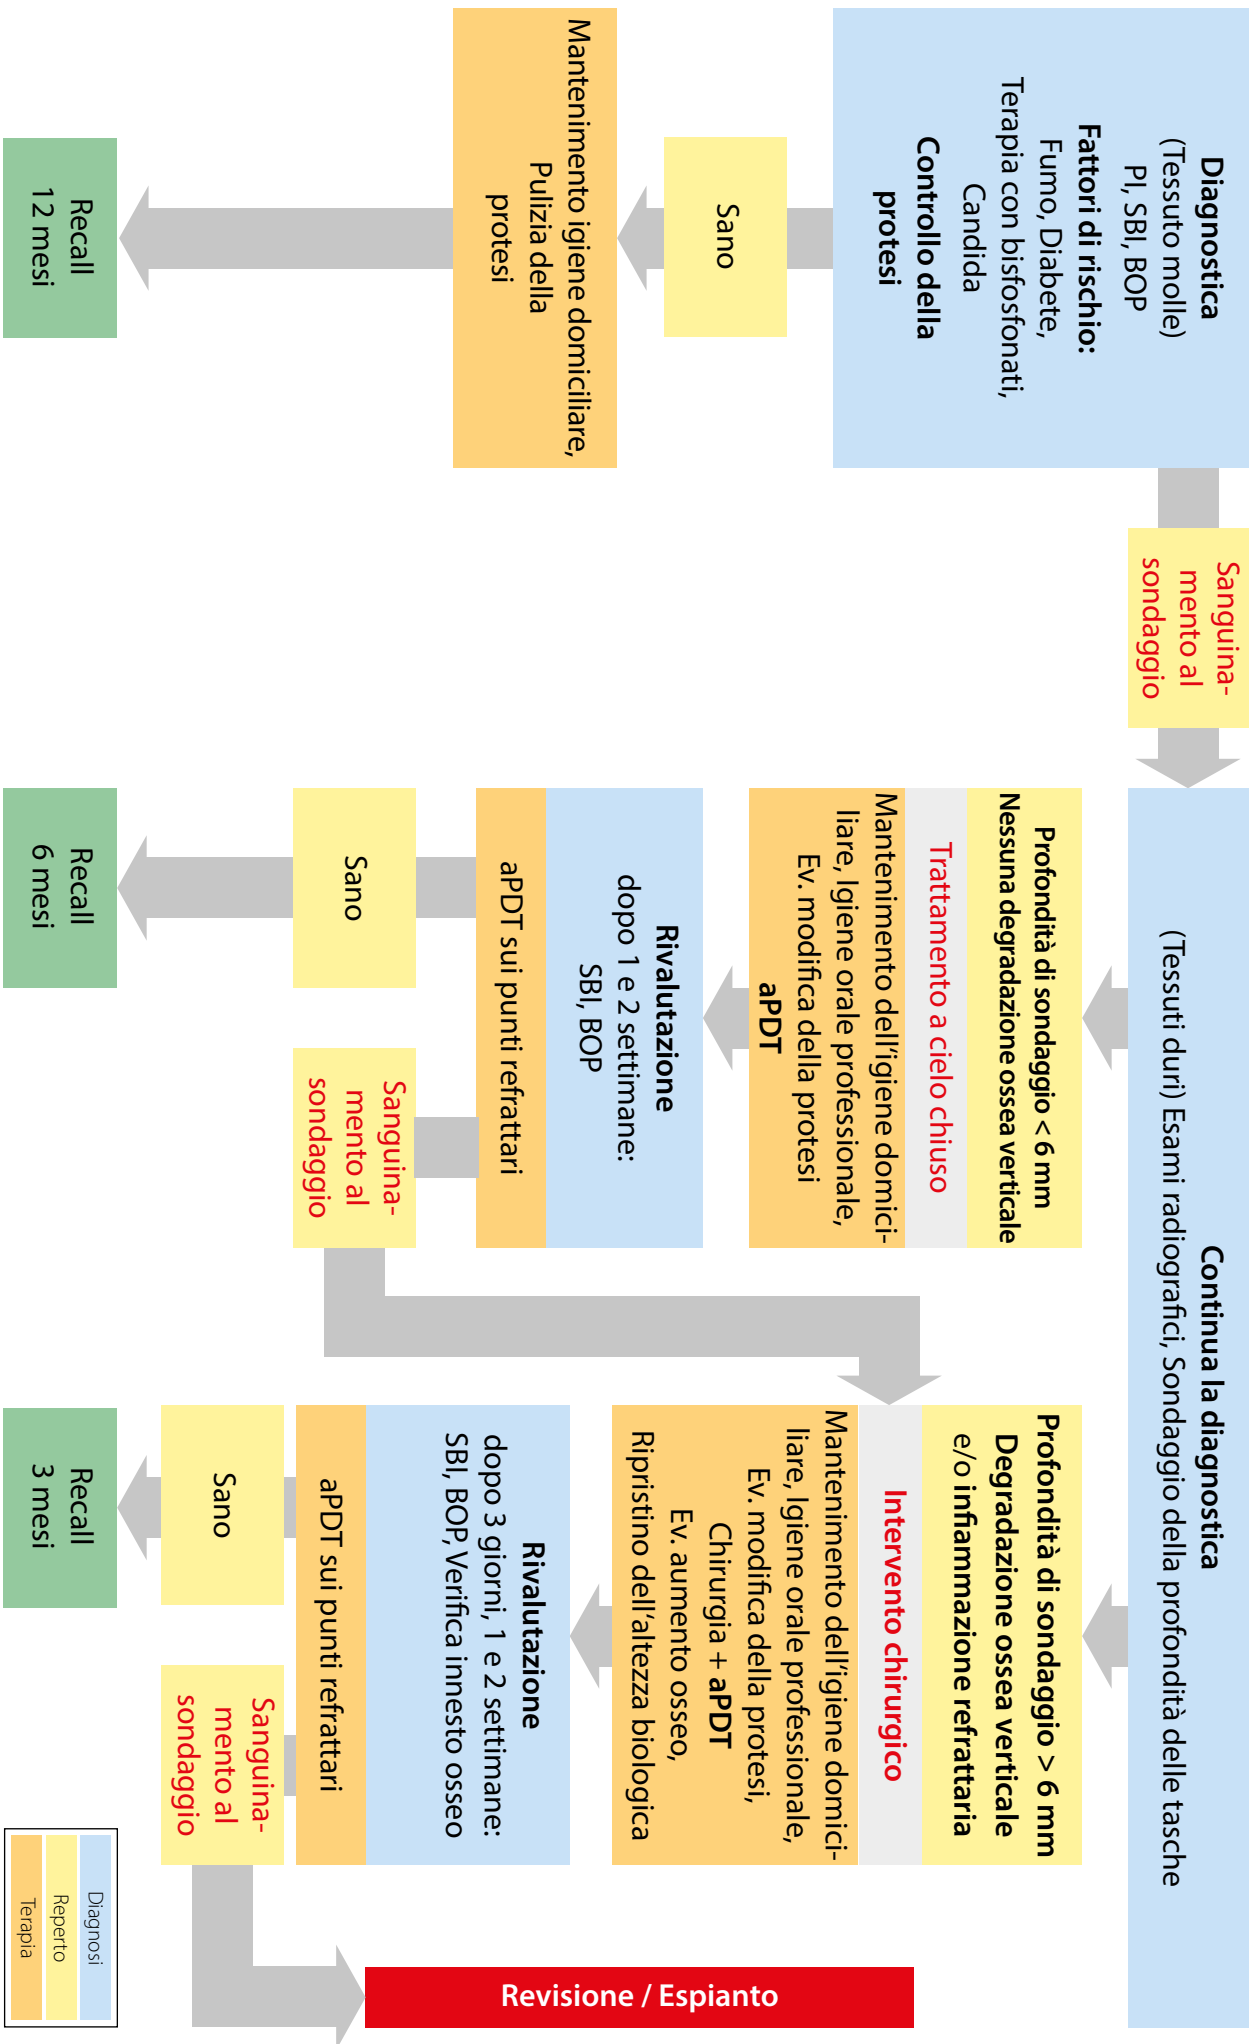 Diagnostica
(Tessuto molle)
PI, SBI, BOP
Fattori di rischio:
Fumo, Diabete,
Terapia con bisfosfonati,
Candida
Controllo della
protesi
Sano
Mantenimento igiene domiciliare,
Pulizia della
protesi
Recall
12 mesi
Sanguina-
mento al
sondaggio
Continua la diagnostica
(Tessuti duri) Esami radiografici, Sondaggio della profondità delle tasche
Profondità di sondaggio < 6 mm
Nessuna degradazione ossea verticale
Trattamento a cielo chiuso
Mantenimento dell'igiene domici-
liare, Igiene orale professionale,
Ev. modifica della protesi
aPDT
Rivalutazione
dopo 1 e 2 settimane:
SBI, BOP
aPDT sui punti refrattari
Sano
Recall
6 mesi
Sanguina-
mento al
sondaggio
Profondità di sondaggio > 6 mm
Degradazione ossea verticale
e/o infiammazione refrattaria
Intervento chirurgico
Mantenimento dell'igiene domici-
liare, Igiene orale professionale,
Ev. modifica della protesi,
Chirurgia + aPDT
Ev. aumento osseo,
Ripristino dell'altezza biologica
Rivalutazione
dopo 3 giorni, 1 e 2 settimane:
SBI, BOP, Verifica innesto osseo
aPDT sui punti refrattari
Sano
Recall
3 mesi
Sanguina-
mento al
sondaggio
Revisione / Espianto
Diagnosi
Reperto
Terapia